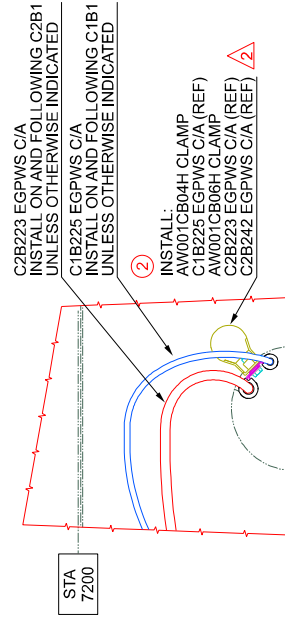 C2B223 EGPWS C/A
INSTALL ON AND FOLLOWING C2B1
UNLESS OTHERWISE INDICATED
C1B225 EGPWS C/A
INSTALL ON AND FOLLOWING C1B1
UNLESS OTHERWISE INDICATED
2
INSTALL:
AW001CB04H CLAMP
C1B225 EGPWS C/A (REF)
AW001CB06H CLAMP
C2B223 EGPWS C/A (REF)
C2B242 EGPWS C/A (REF)
2
STA
7200